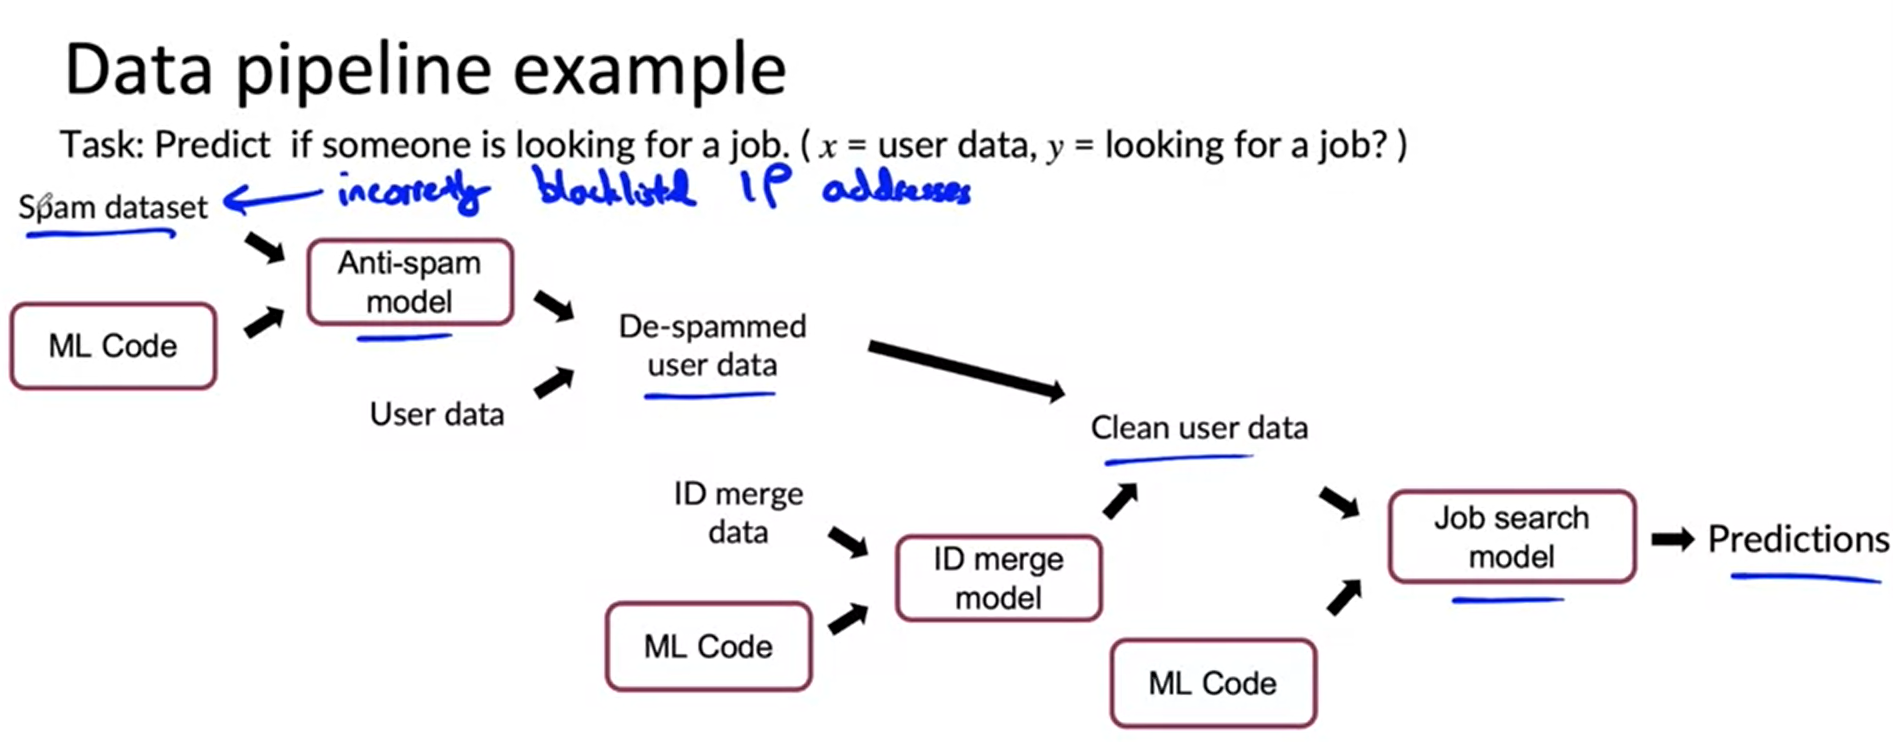 Data pipeline example
Task: Predict if someone is looking for a job. ( x = user data, y = looking for a job? )
Spam dataset
incorrectly blacklisted IP addresses
Anti-spam
model
ML Code
User data
De-spammed
user data
Clean user data
ID merge
data
ID merge
model
ML Code
Job search
model
Predictions
ML Code